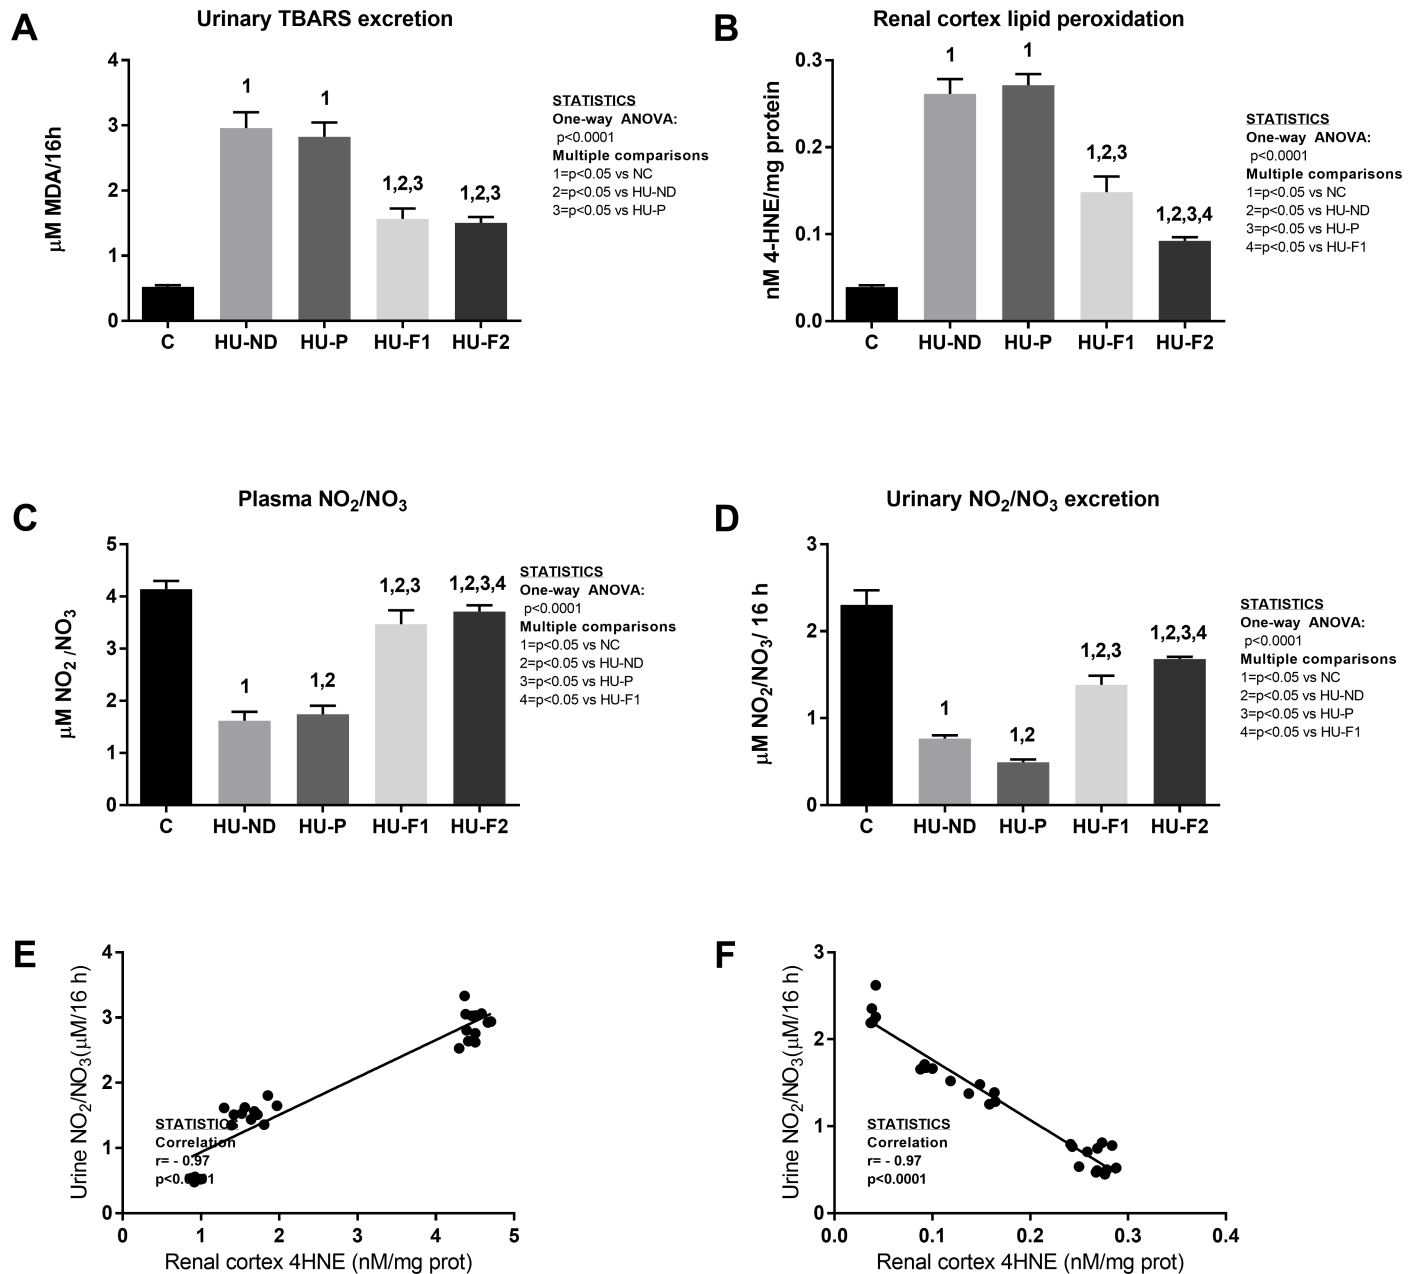 A
Urinary TBARS excretion
μM MDA/16h
4
3
2
1
0
1
1
1,2,3
1,2,3
C HU-ND HU-P HU-F1 HU-F2
STATISTICS
One-way ANOVA:
p<0.0001
Multiple comparisons
1=p<0.05 vs NC
2=p<0.05 vs HU-ND
3=p<0.05 vs HU-P
B
Renal cortex lipid peroxidation
nM 4-HNE/mg protein
0.3
0.2
0.1
0.0
1
1
1,2,3
1,2,3,4
C HU-ND HU-P HU-F1 HU-F2
STATISTICS
One-way ANOVA:
p<0.0001
Multiple comparisons
1=p<0.05 vs NC
2=p<0.05 vs HU-ND
3=p<0.05 vs HU-P
4=p<0.05 vs HU-F1
C
Plasma NO2/NO3
μM NO2 /NO3
5
4
3
2
1
0
1
1,2
1,2,3
1,2,3,4
C HU-ND HU-P HU-F1 HU-F2
STATISTICS
One-way ANOVA:
p<0.0001
Multiple comparisons
1=p<0.05 vs NC
2=p<0.05 vs HU-ND
3=p<0.05 vs HU-P
4=p<0.05 vs HU-F1
D
Urinary NO2/NO3 excretion
μM NO2/NO3/ 16 h
3
2
1
0
1
1,2
1,2,3
1,2,3,4
C HU-ND HU-P HU-F1 HU-F2
STATISTICS
One-way ANOVA:
p<0.0001
Multiple comparisons
1=p<0.05 vs NC
2=p<0.05 vs HU-ND
3=p<0.05 vs HU-P
4=p<0.05 vs HU-F1
E
Urine NO2/NO3(μM/16 h)
4
3
2
1
0
STATISTICS
Correlation
r= - 0.97
0 1 2 3 4 5
Renal cortex 4HNE (nM/mg prot)
F
Urine NO2/NO3(μM/16 h)
3
2
1
0
STATISTICS
Correlation
r= - 0.97
p<0.0001
0.0 0.1 0.2 0.3 0.4
Renal cortex 4HNE (nM/mg prot)